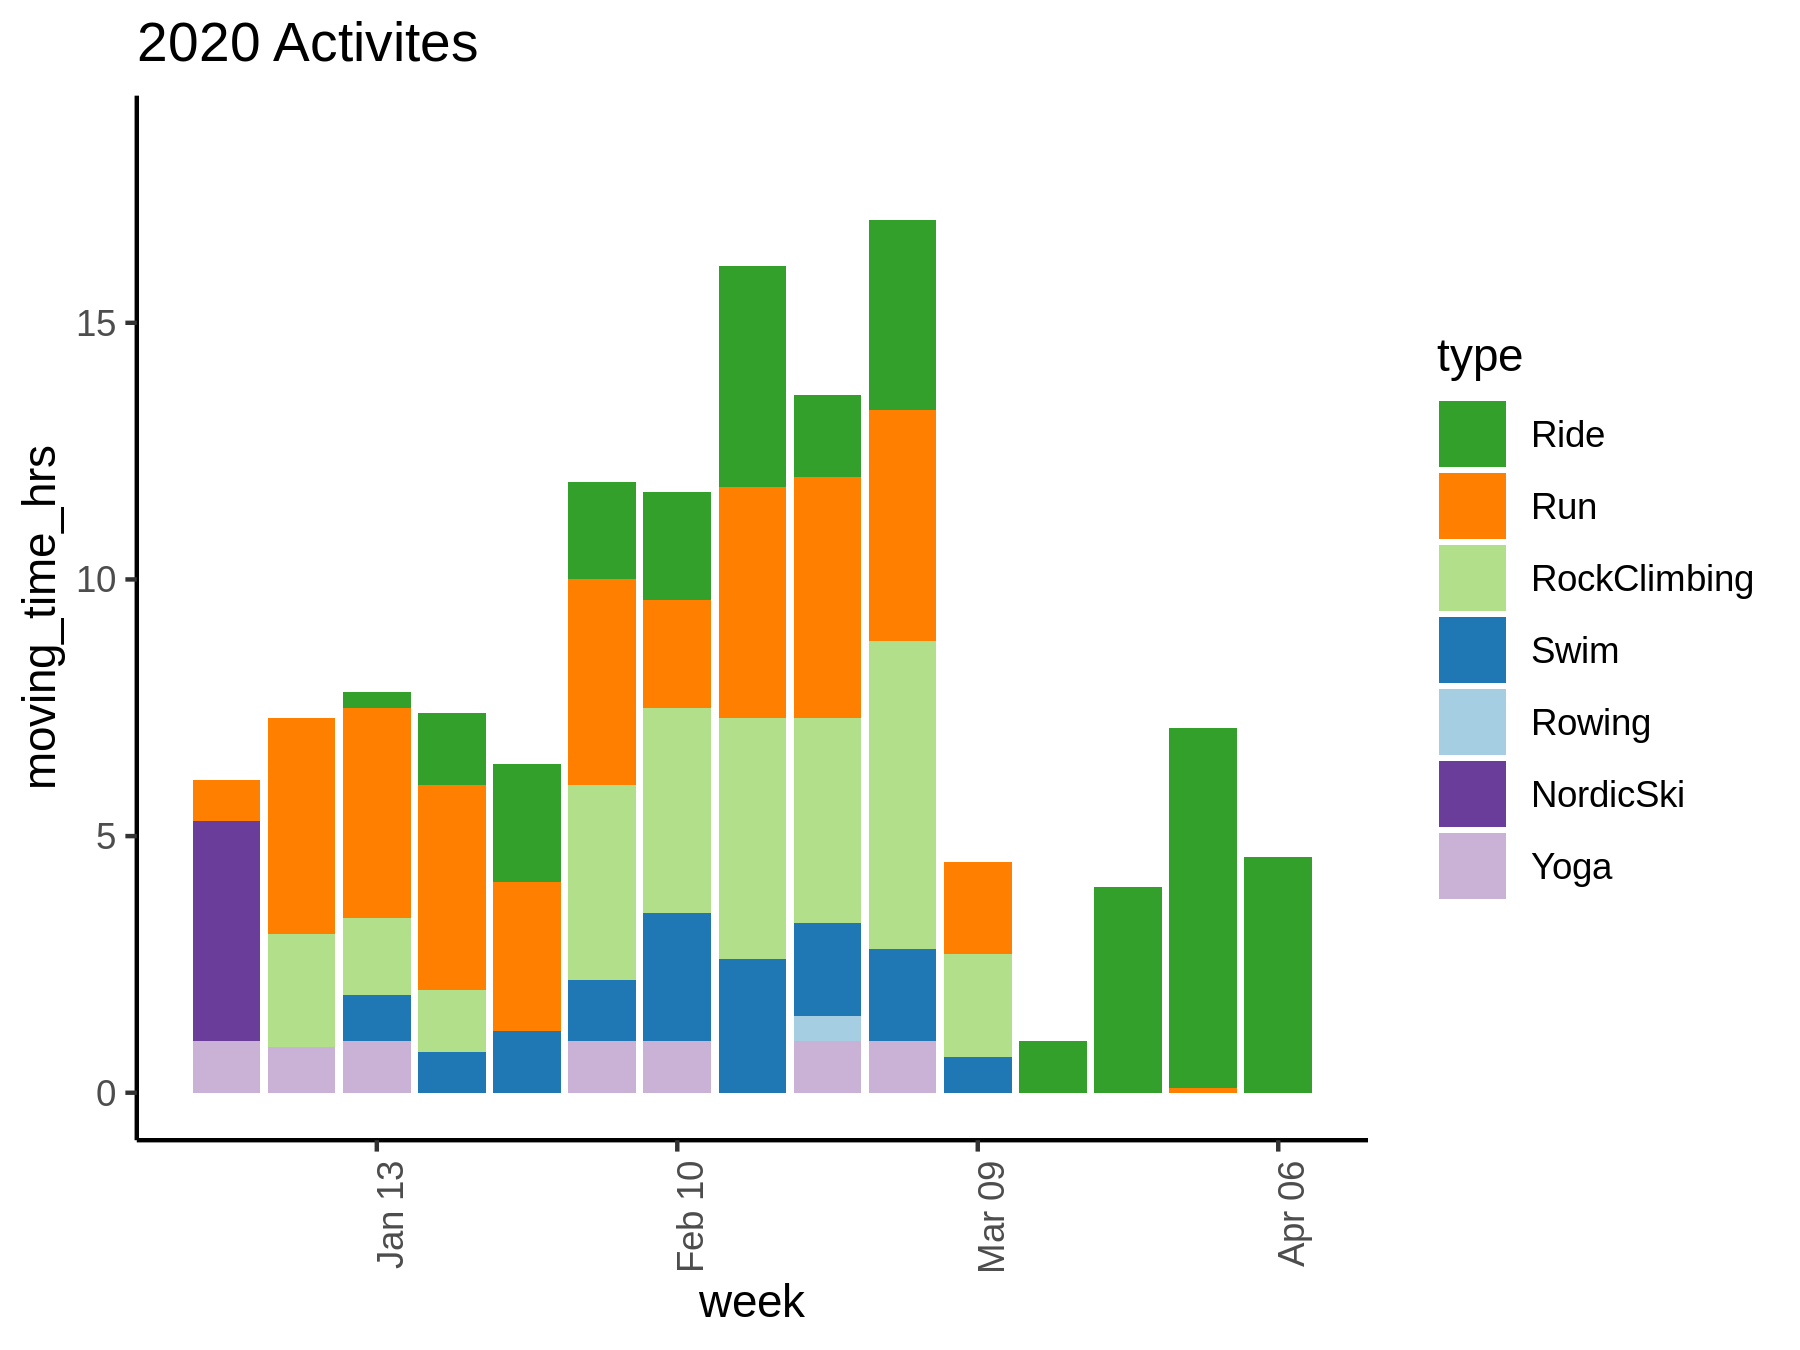 2020 Activites
moving_time_hrs
15
10
5
0
Jan 13
Feb 10
Mar 09
Apr 06
week
type
Ride
Run
RockClimbing
Swim
Rowing
NordicSki
Yoga